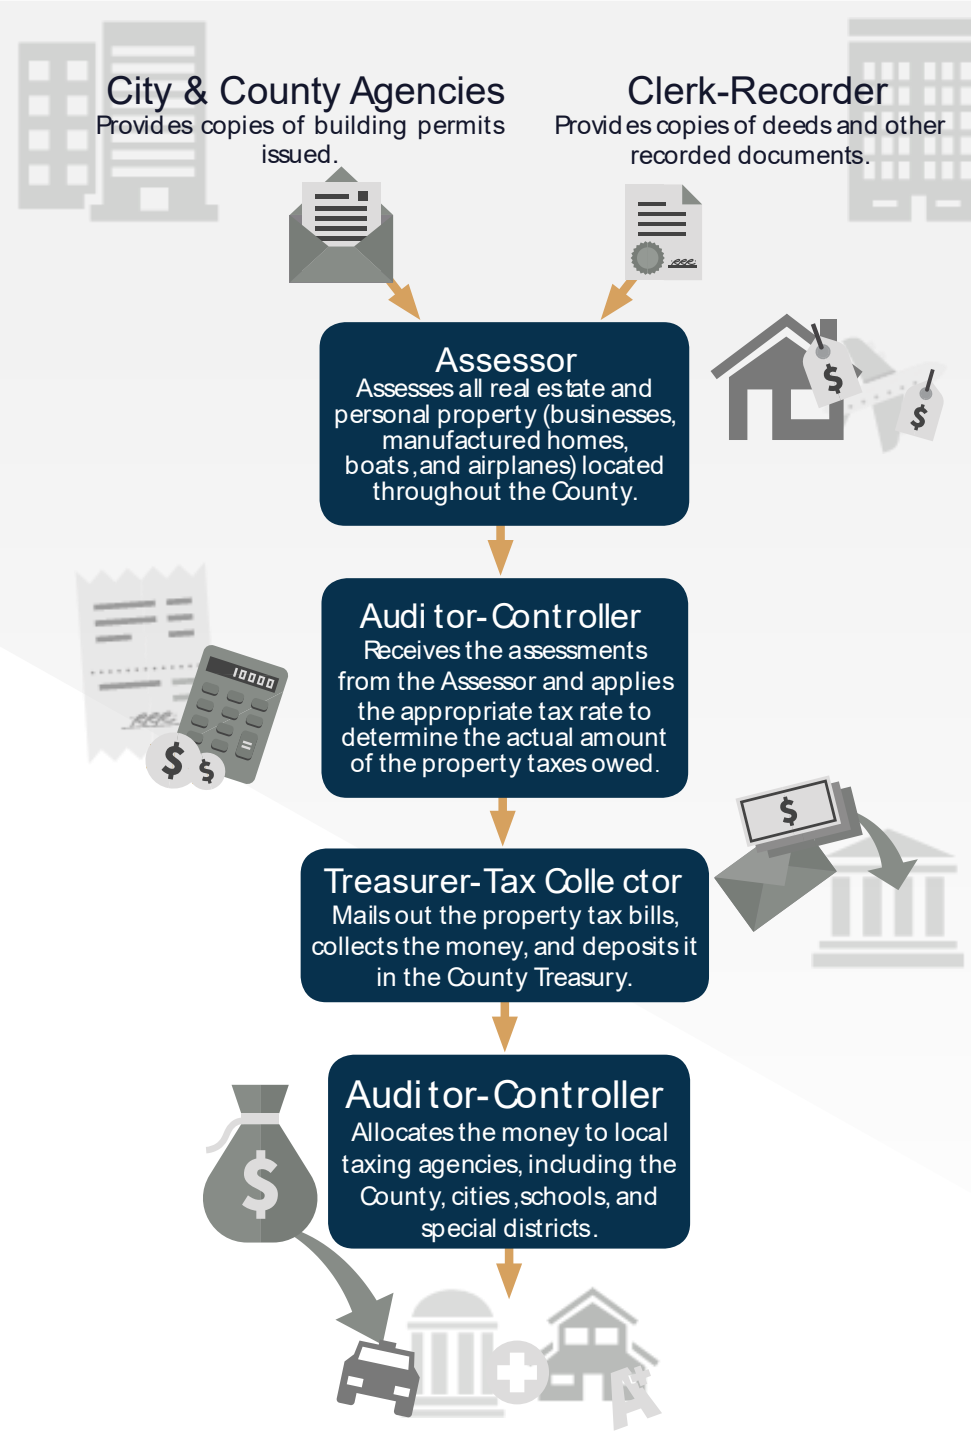 City & County Agencies
Provides copies of building permits
issued.
Clerk-Recorder
Provides copies of deeds and other
recorded documents.
Assessor
Assesses all real estate and
personal property (businesses,
manufactured homes,
boats, and airplanes) located
throughout the County.
$
$
Auditor-Controller
Receives the assessments
from the Assessor and applies
the appropriate tax rate to
determine the actual amount
of the property taxes owed.
10000
=
$
$
Treasurer-Tax Collector
Mails out the property tax bills,
collects the money, and deposits it
in the County Treasury.
$
Auditor-Controller
Allocates the money to local
taxing agencies, including the
County, cities, schools, and
special districts.
$
A+